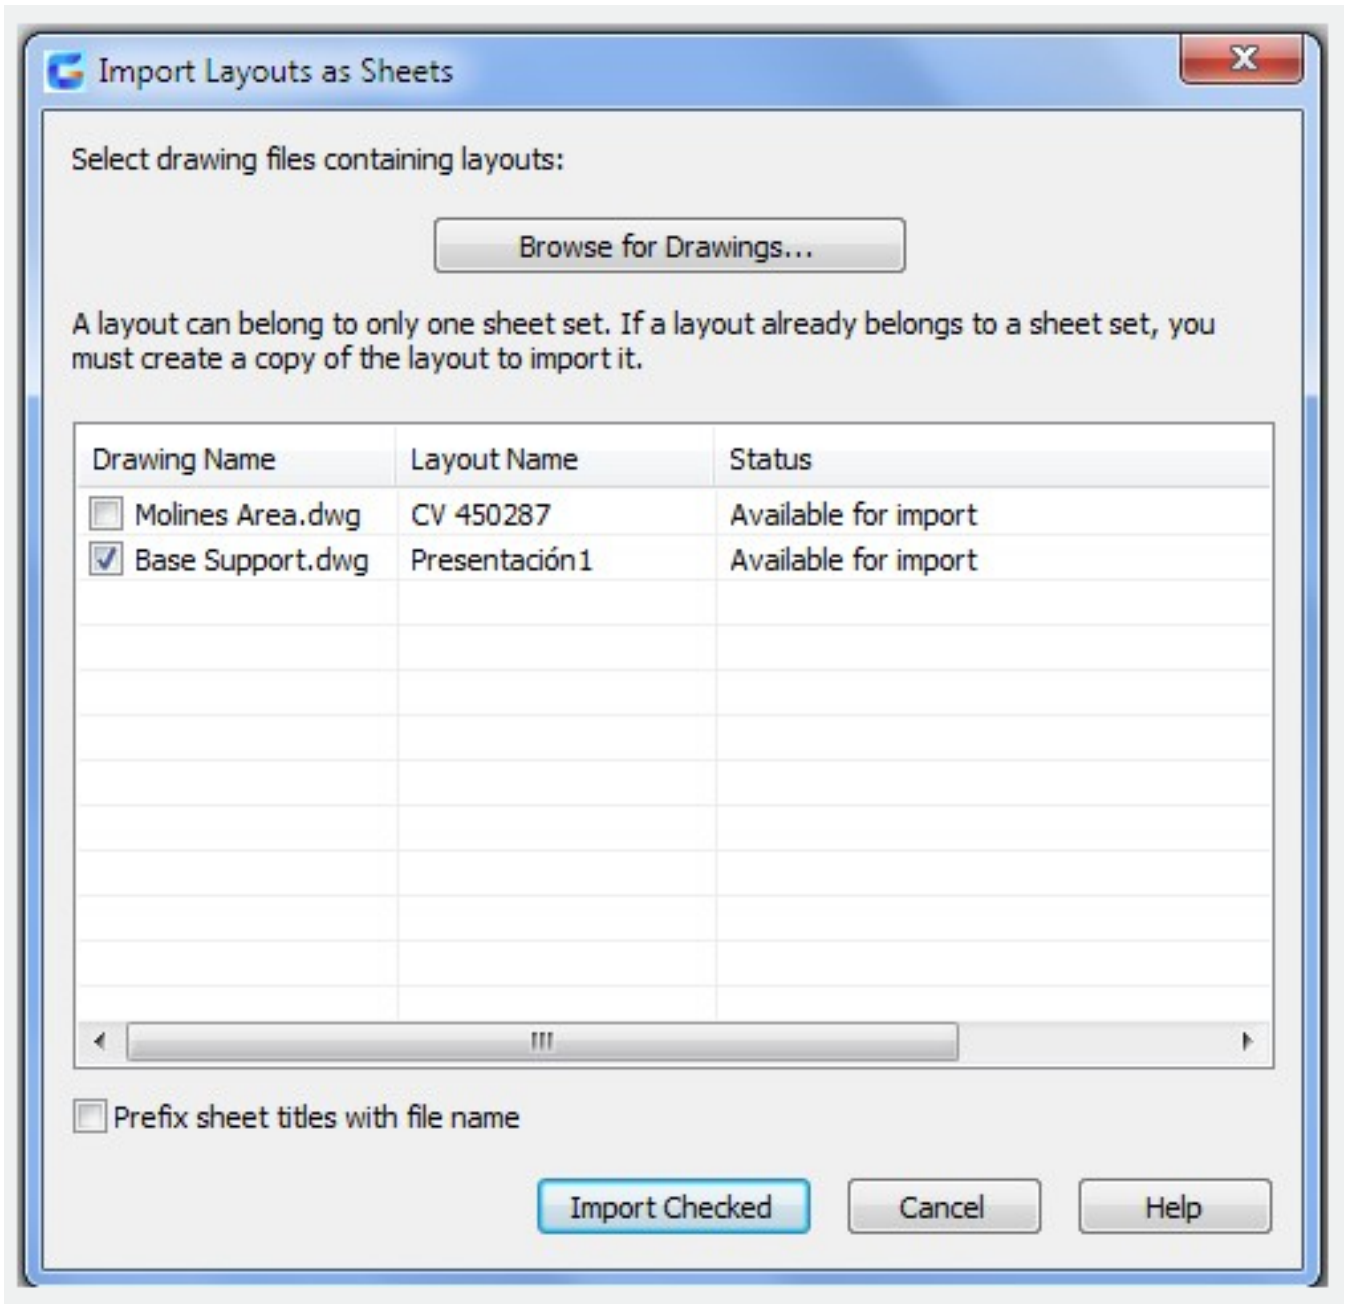 Import Layouts as Sheets
Select drawing files containing layouts:
Browse for Drawings...
A layout can belong to only one sheet set. If a layout already belongs to a sheet set, you
must create a copy of the layout to import it.
Drawing Name Layout Name Status
Molines Area.dwg CV 450287 Available for import
Base Support.dwg Presentación1 Available for import
Prefix sheet titles with file name
Import Checked Cancel Help